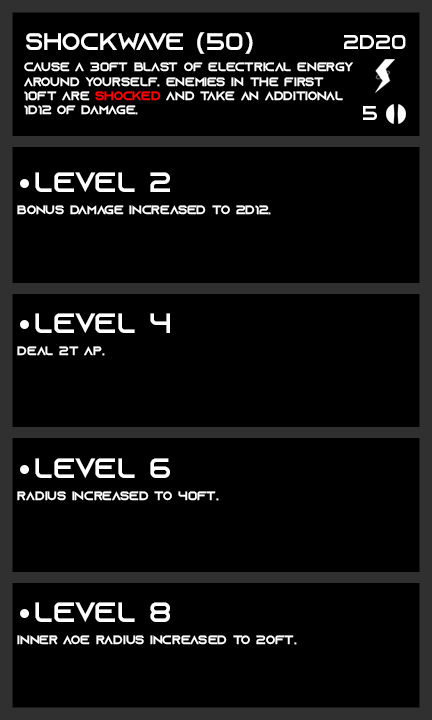 SHOCKWAVE (50) 2D20
CAUSE A 30FT BLAST OF ELECTRICAL ENERGY
AROUND YOURSELF. ENEMIES IN THE FIRST
10FT ARE SHOCKED AND TAKE AN ADDITIONAL
1D12 OF DAMAGE.
5
•LEVEL 2
BONUS DAMAGE INCREASED TO 2D12.
•LEVEL 4
DEAL 2T AP.
•LEVEL 6
RADIUS INCREASED TO 40FT.
•LEVEL 8
INNER AOE RADIUS INCREASED TO 20FT.